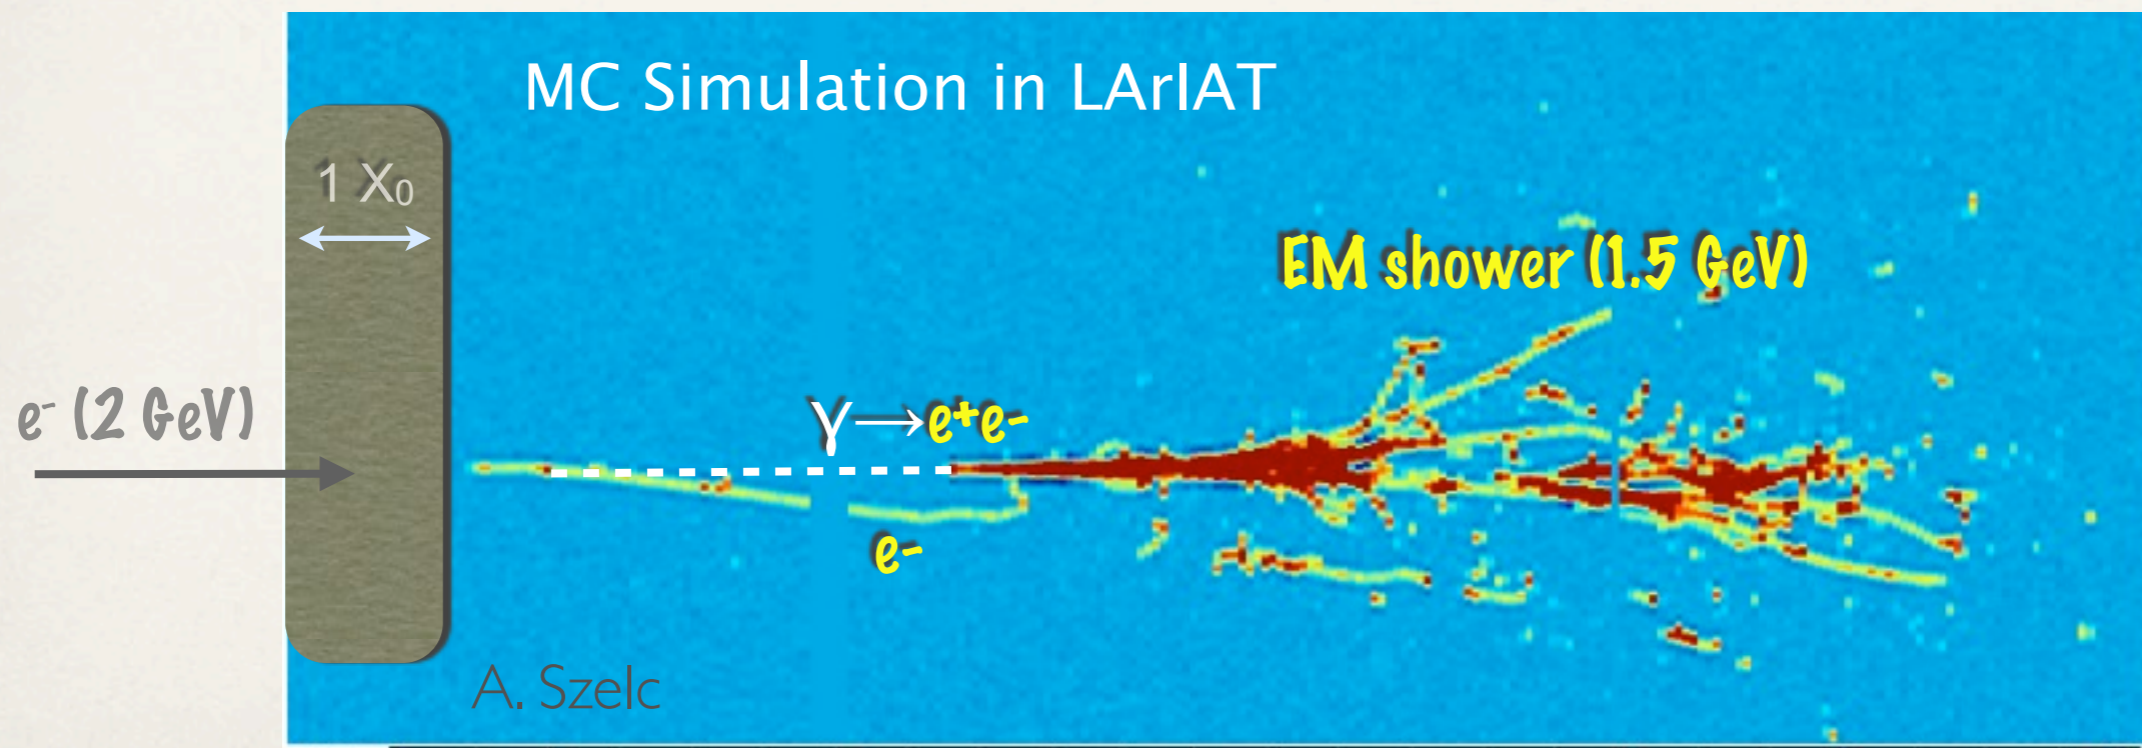 MC Simulation in LArIAT
1 X₀
EM shower (1.5 GeV)
e⁻ (2 GeV)
γ→e+e-
e-
A. Szelc